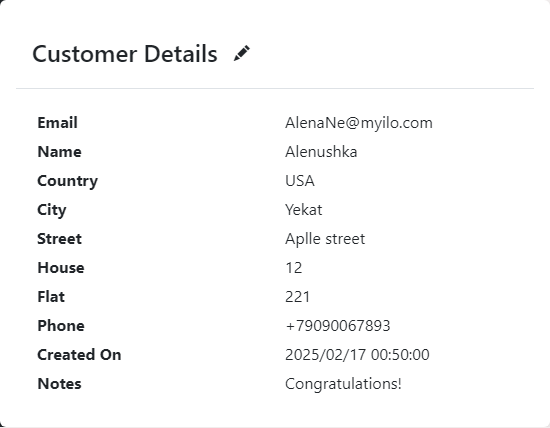 Customer Details
Email AlenaNe@myilo.com
Name Alenushka
Country USA
City Yekat
Street Aplle street
House 12
Flat 221
Phone +79090067893
Created On 2025/02/17 00:50:00
Notes Congratulations!